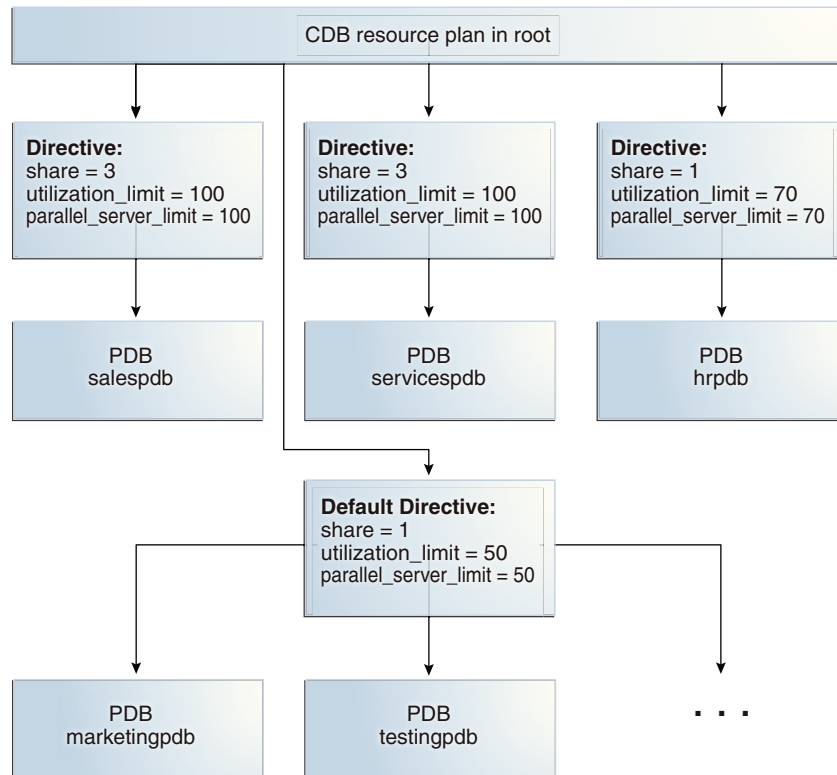 CDB resource plan in root
Directive:
share = 3
utilization_limit = 100
parallel_server_limit = 100
Directive:
share = 3
utilization_limit = 100
parallel_server_limit = 100
Directive:
share = 1
utilization_limit = 70
parallel_server_limit = 70
PDB
salespdb
PDB
servicespdb
PDB
hrpdb
Default Directive:
share = 1
utilization_limit = 50
parallel_server_limit = 50
PDB
marketingpdb
PDB
testingpdb
. . .